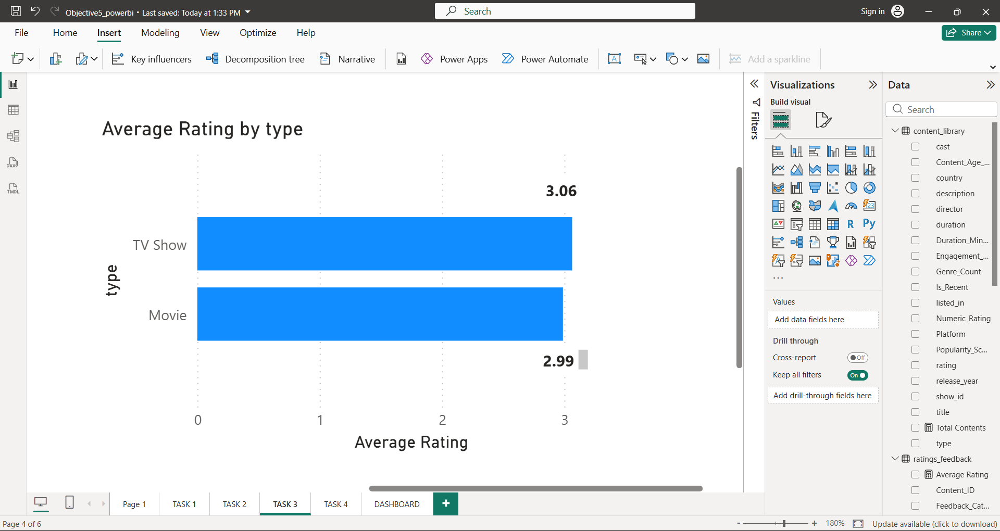 Objective5_powerbi • Last saved: Today at 1:33 PM
Search
Sign in
File Home Insert Modeling View Optimize Help
Share
Key influencers Decomposition tree Narrative Power Apps Power Automate Add a sparkline
Average Rating by type
3.06
TV Show
type
Movie
2.99
0 1 2 3
Average Rating
Filters
Visualizations
Build visual
123
R Py
...
Values
Add data fields here
Drill through
Cross-report Off
Keep all filters On
Add drill-through fields here
Data
Search
content_library
cast
Content_Age_...
country
description
director
duration
Duration_Min...
Engagement_...
Genre_Count
Is_Recent
listed_in
Numeric_Rating
Platform
Popularity_Sc...
rating
release_year
show_id
title
Total Contents
type
ratings_feedback
Average Rating
Content_ID
Feedback_Cat...
DAX
TMDL
Page 1 TASK 1 TASK 2 TASK 3 TASK 4 DASHBOARD +
Page 4 of 6
- + 180% Update available (click to download)